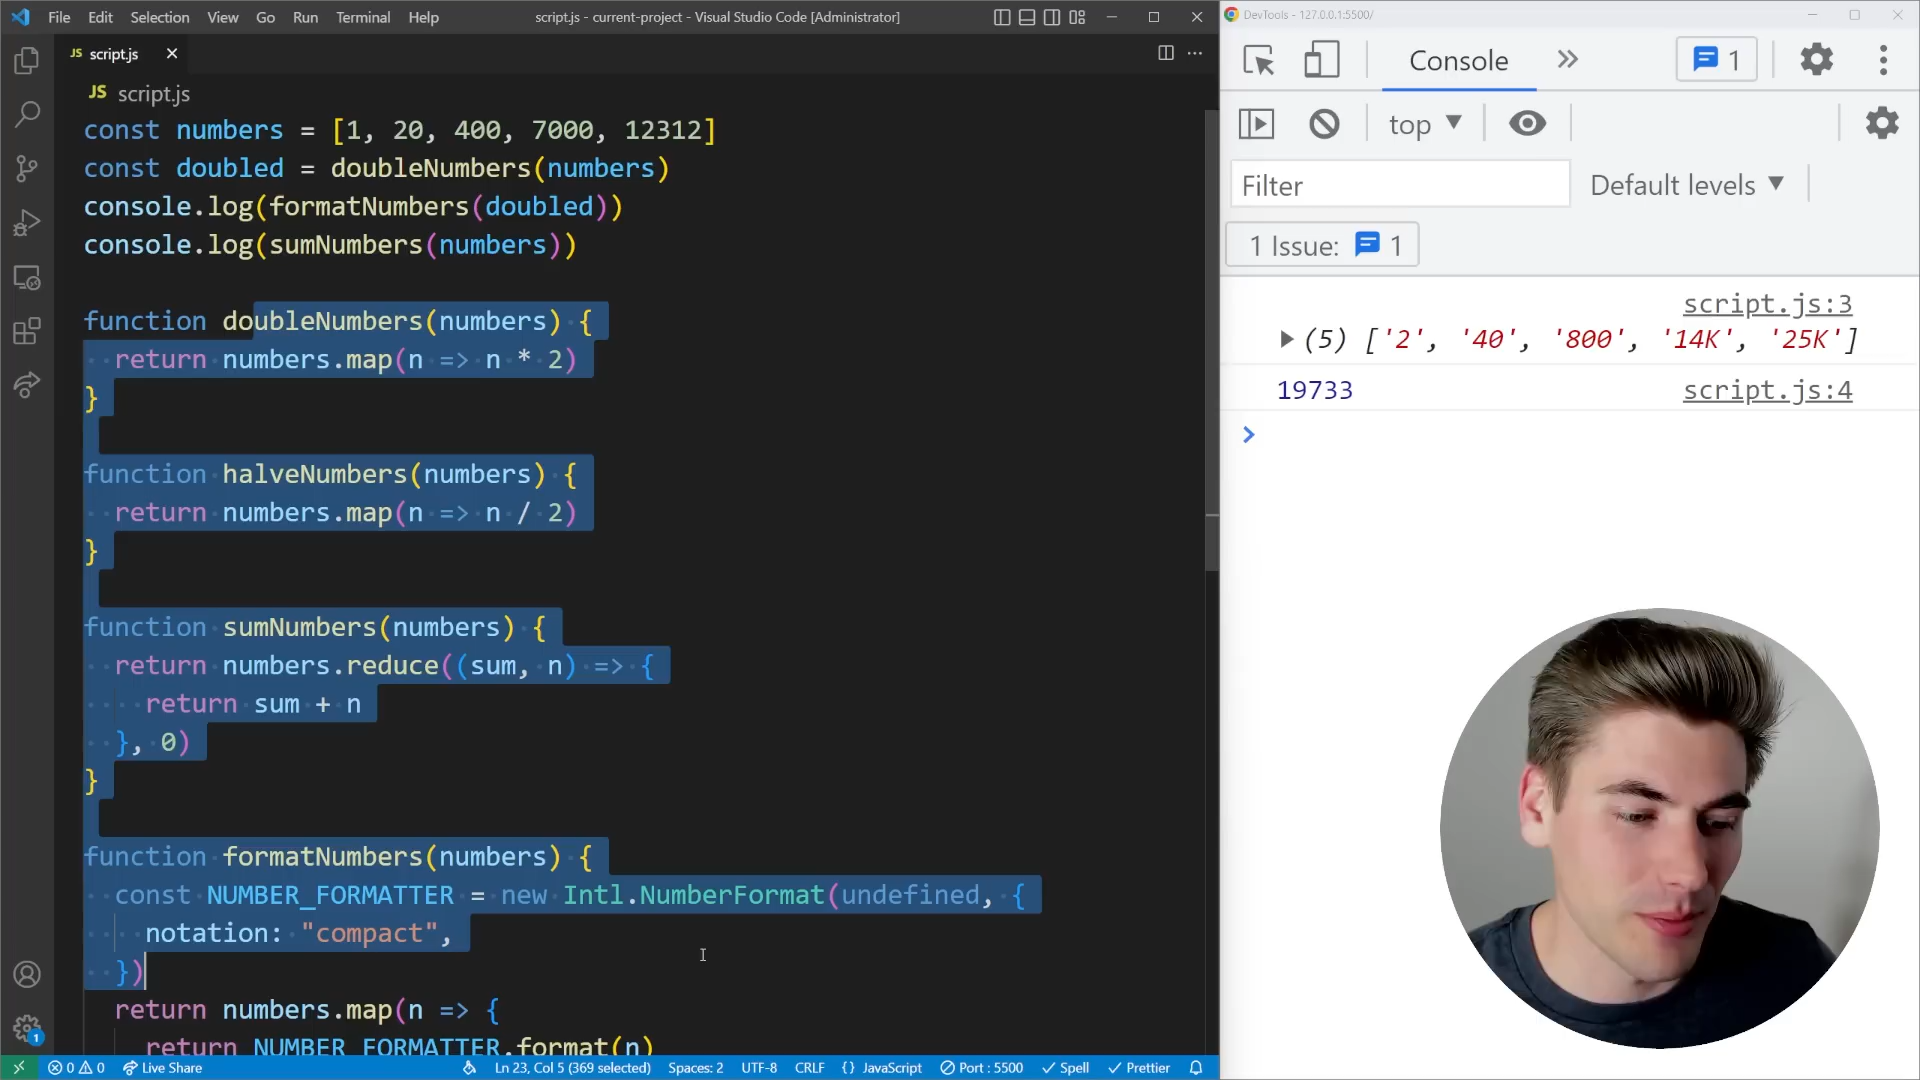 File Edit Selection View Go Run Terminal Help
script.js - current-project - Visual Studio Code [Administrator]
JS script.js
JS script.js
const numbers = [1, 20, 400, 7000, 12312]
const doubled = doubleNumbers(numbers)
console.log(formatNumbers(doubled))
console.log(sumNumbers(numbers))
function doubleNumbers(numbers) {
return numbers.map(n => n * 2)
}
function halveNumbers(numbers) {
return numbers.map(n => n / 2)
}
function sumNumbers(numbers) {
return numbers.reduce((sum, n) => {
return sum + n
}, 0)
}
function formatNumbers(numbers) {
const NUMBER_FORMATTER = new Intl.NumberFormat(undefined, {
notation: "compact",
})
return numbers.map(n => {
return NUMBER_FORMATTER.format(n)
1
0 0 Live Share Ln 23, Col 5 (369 selected) Spaces: 2 UTF-8 CRLF {} JavaScript Port : 5500 Spell Prettier
DevTools - 127.0.0.1:5500/
Console 1
top
Filter Default levels
1 Issue: 1
script.js:3
(5) ['2', '40', '800', '14K', '25K']
19733 script.js:4